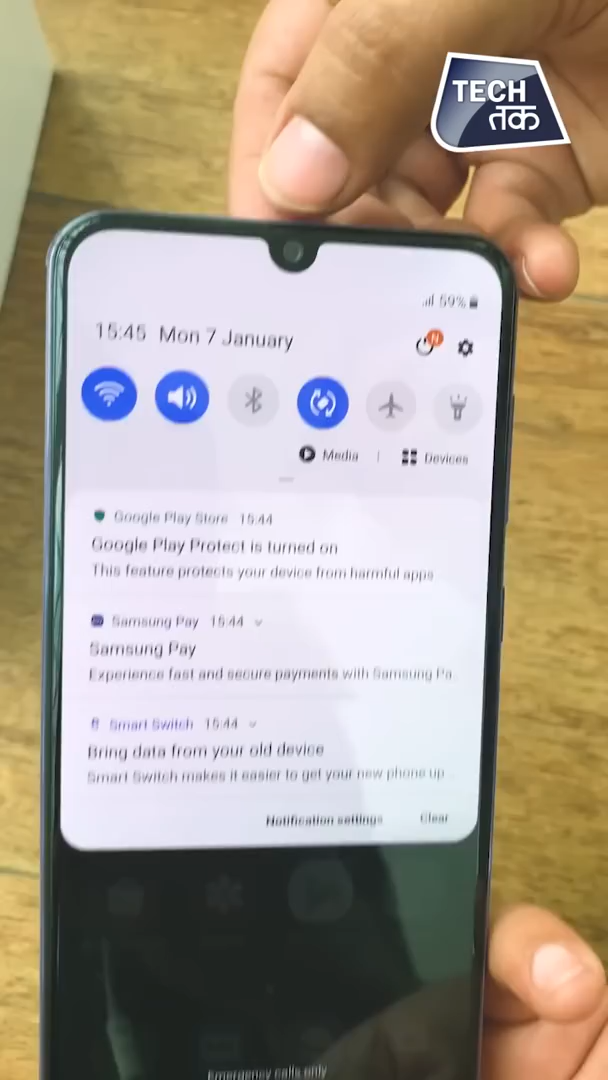 TECH
तक
59%
15:45 Mon 7 January
N
Media | Devices
Google Play Store 15:44
Google Play Protect is turned on
This feature protects your device from harmful apps
Samsung Pay 15:44
Samsung Pay
Experience fast and secure payments with Samsung Pa
Smart Switch 15:44
Bring data from your old device
Smart Switch makes it easier to get your new phone up
Notification settings Clear
Emergency calls only